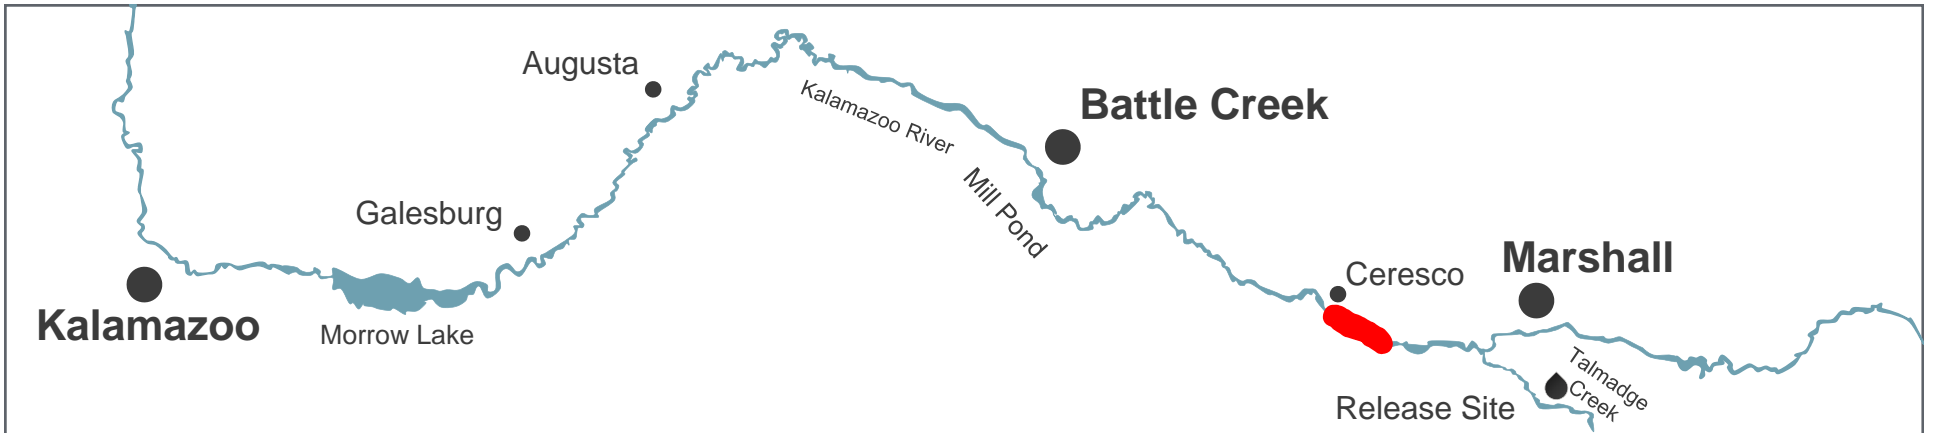 Augusta
Kalamazoo River
Battle Creek
Mill Pond
Galesburg
Ceresco
Marshall
Kalamazoo
Morrow Lake
Talmadge
Creek
Release Site